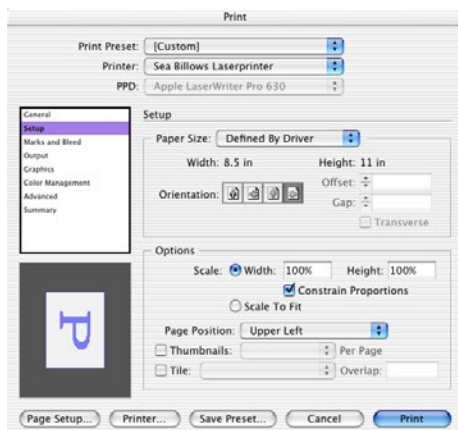 Print
Print Preset: [Custom]
Printer: Sea Billows Laserprinter
PPD: Apple LaserWriter Pro 630
General
Setup
Marks and Bleed
Output
Graphics
Color Management
Advanced
Summary
Setup
Paper Size: Defined By Driver
Width: 8.5 in Height: 11 in
Orientation: Offset:
Gap:
Transverse
Options
Scale: Width: 100% Height: 100%
Constrain Proportions
Scale To Fit
Page Position: Upper Left
Thumbnails: Per Page
Tile: Overlap:
P
Page Setup... Printer... Save Preset... Cancel Print